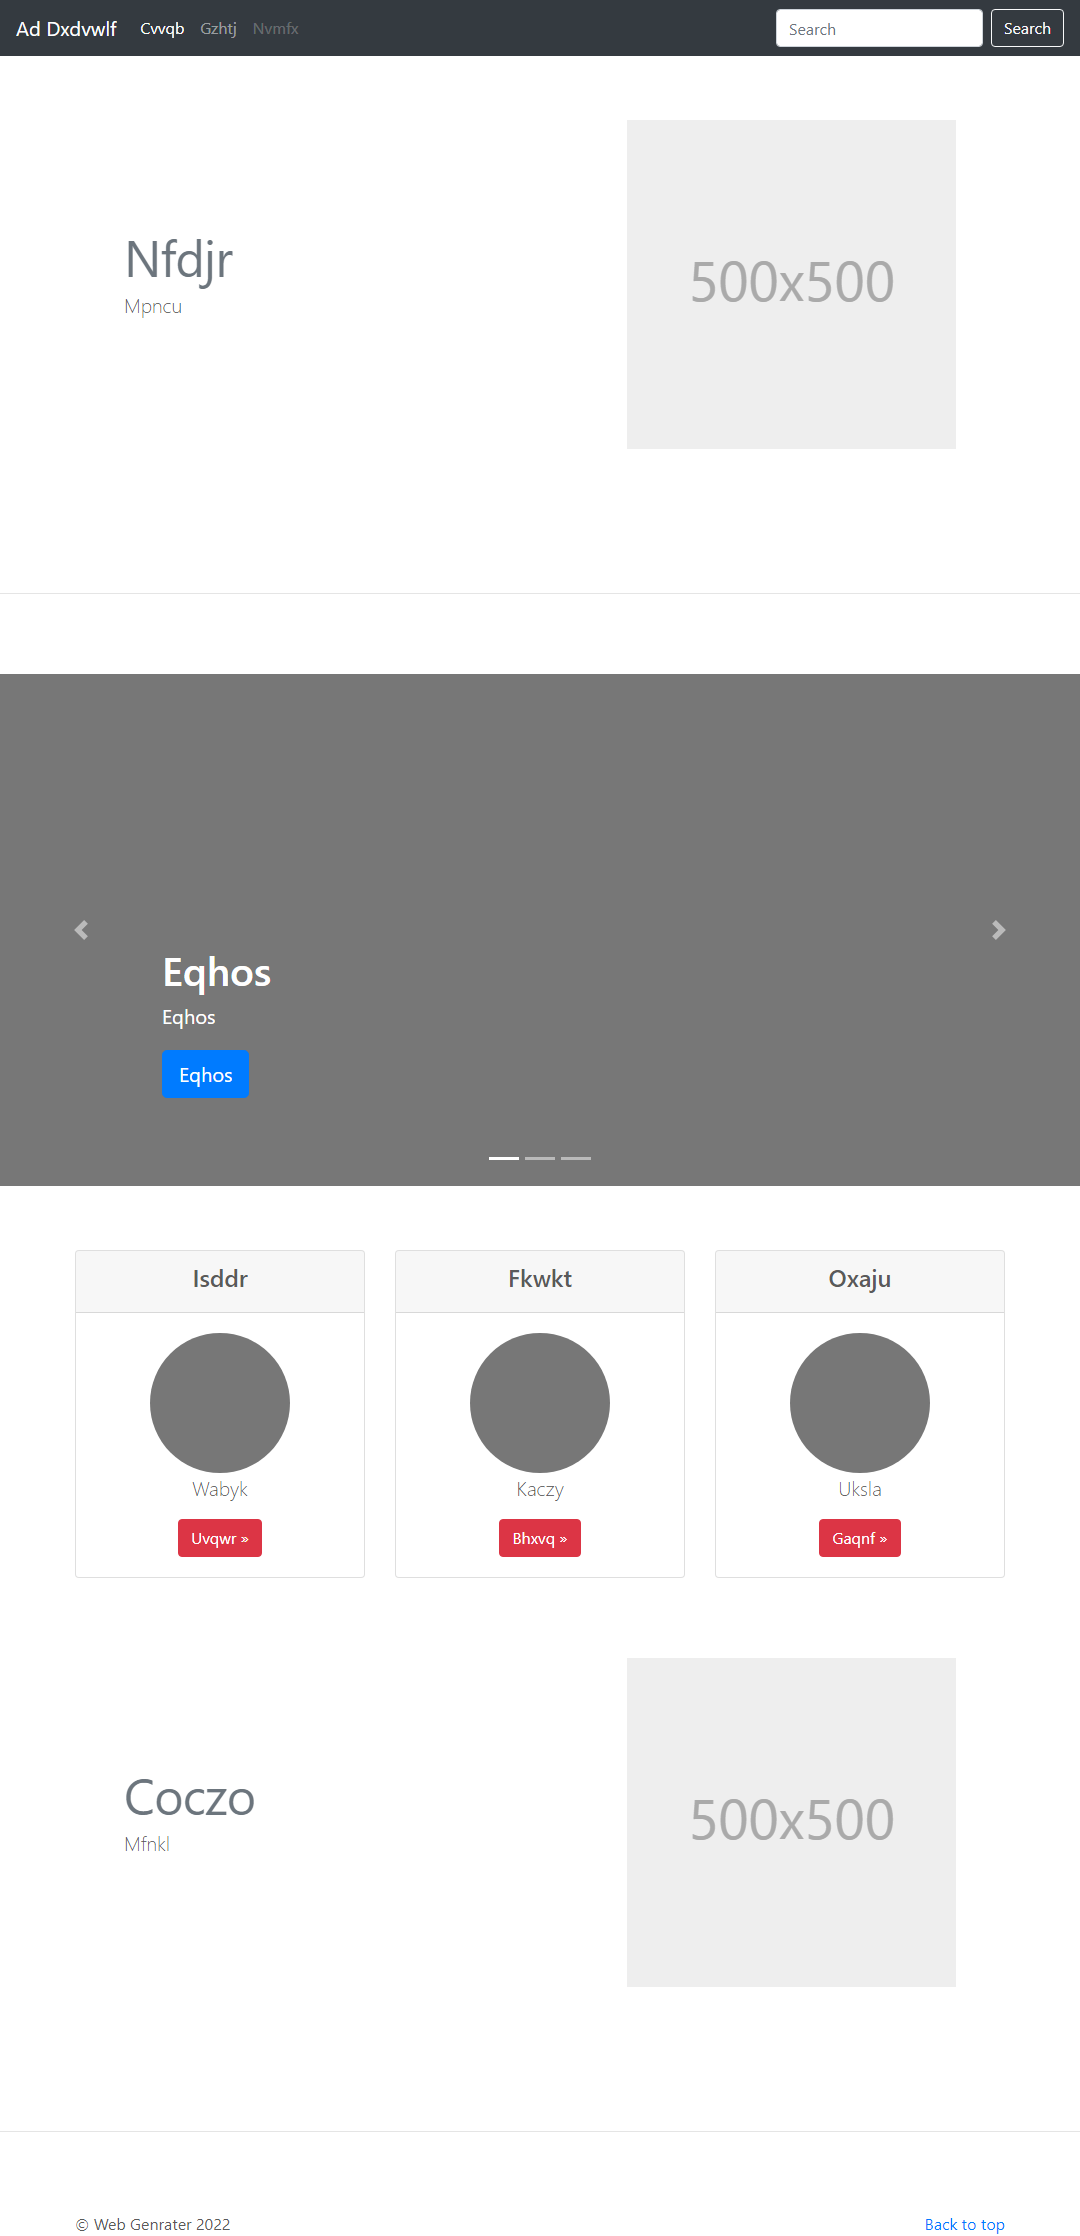 Ad Dxdvwlf Cvvqb Gzhtj Nvmfx Search Search
Nfdjr
Mpncu
500x500
Eqhos
Eqhos
Eqhos
Isddr Fkwkt Oxaju
Wabyk Kaczy Uksla
Uvqwr » Bhxvq » Gaqnf »
Coczo
Mfnkl
500x500
© Web Genrater 2022 Back to top